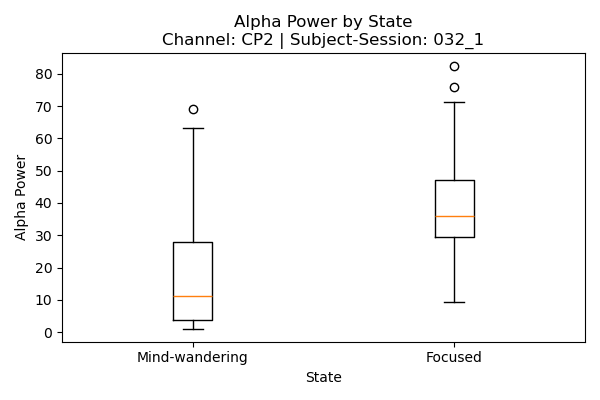 Alpha Power by State
Channel: CP2 | Subject-Session: 032_1
Alpha Power
80
70
60
50
40
30
20
10
0
Mind-wandering
Focused
State